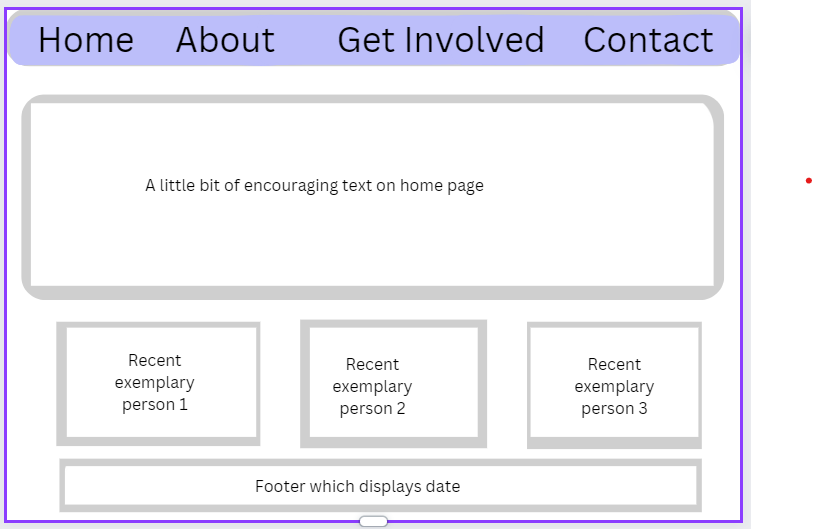 Home About Get Involved Contact
A little bit of encouraging text on home page
Recent
exemplary
person 1
Recent
exemplary
person 2
Recent
exemplary
person 3
Footer which displays date